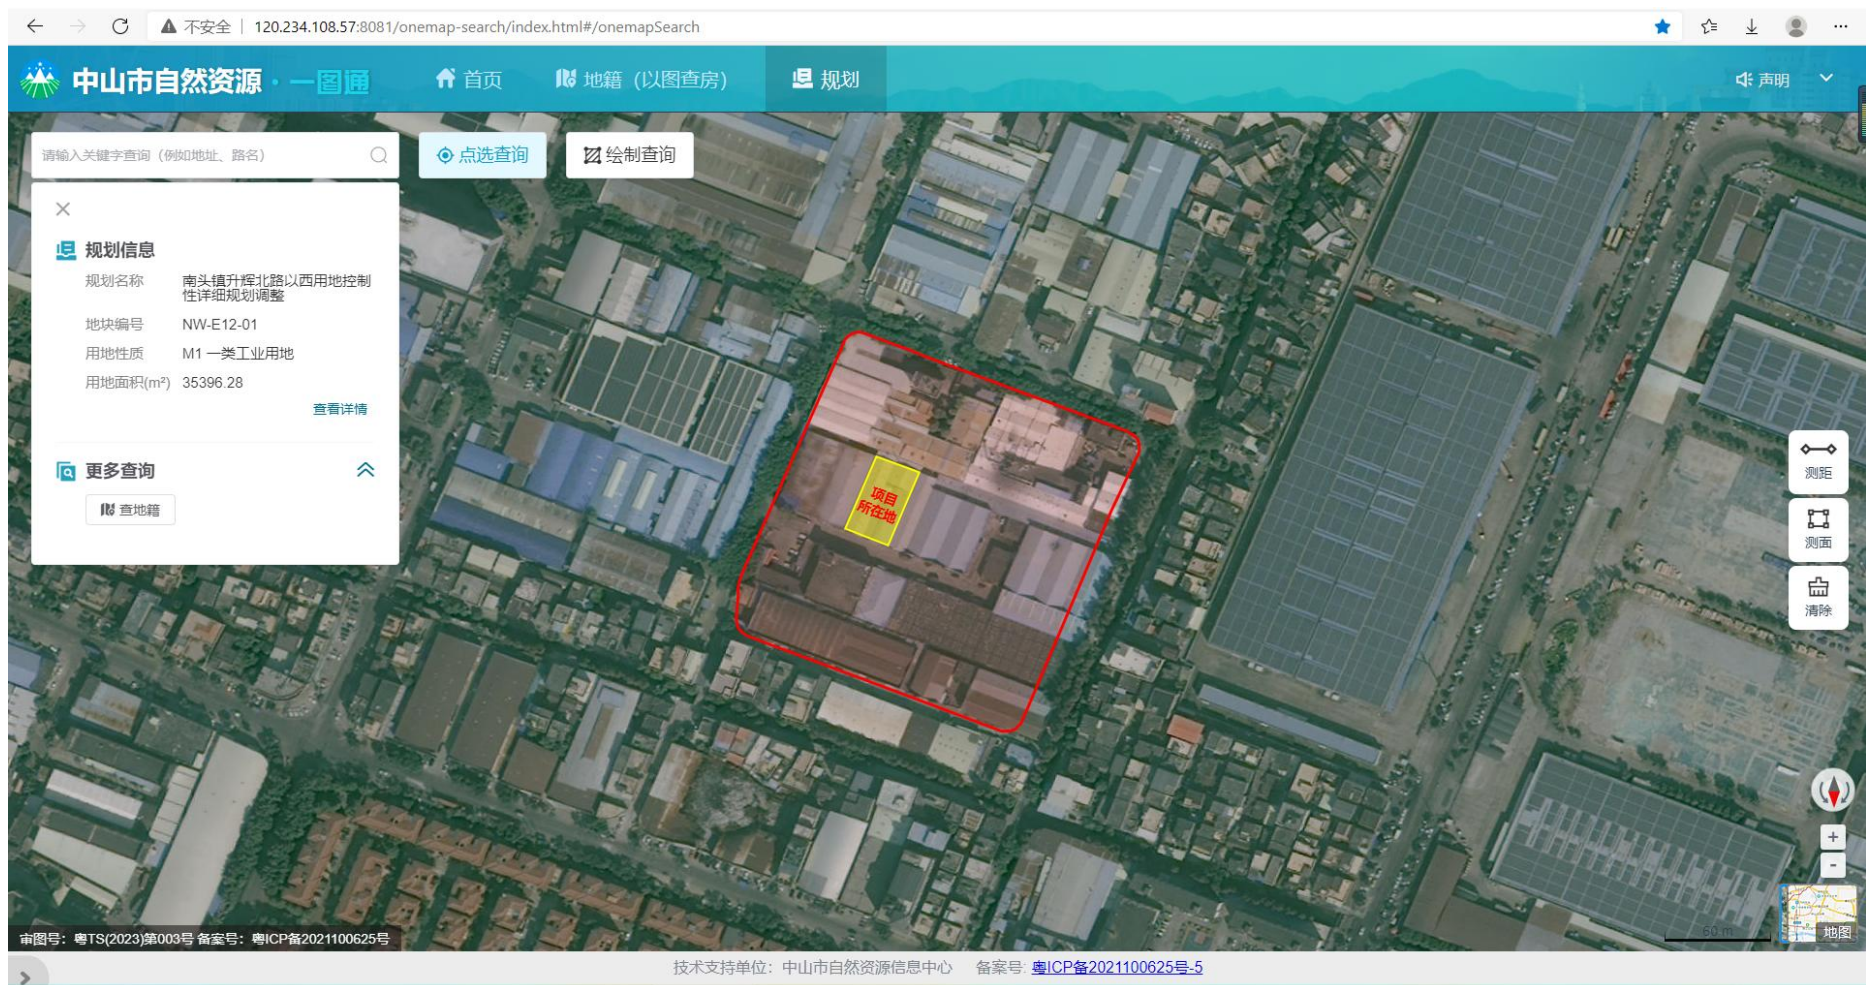 不安全 | 120.234.108.57:8081/onemap-search/index.html#/onemapSearch
中山市自然资源·一图通
首页
地籍（以图查房）
规划
声明
请输入关键字查询（例如地址、路名）
点选查询
绘制查询
规划信息
规划名称 南头镇升辉北路以西用地控制
性详细规划调整
地块编号 NW-E12-01
用地性质 M1 一类工业用地
用地面积(m²) 35396.28
查看详情
更多查询
查地籍
项目
所在地
测距
测面
清除
+
-
60 m
地图
审图号：粤TS(2023)第003号 备案号：粤ICP备2021100625号
技术支持单位：中山市自然资源信息中心 备案号: 粤ICP备2021100625号-5